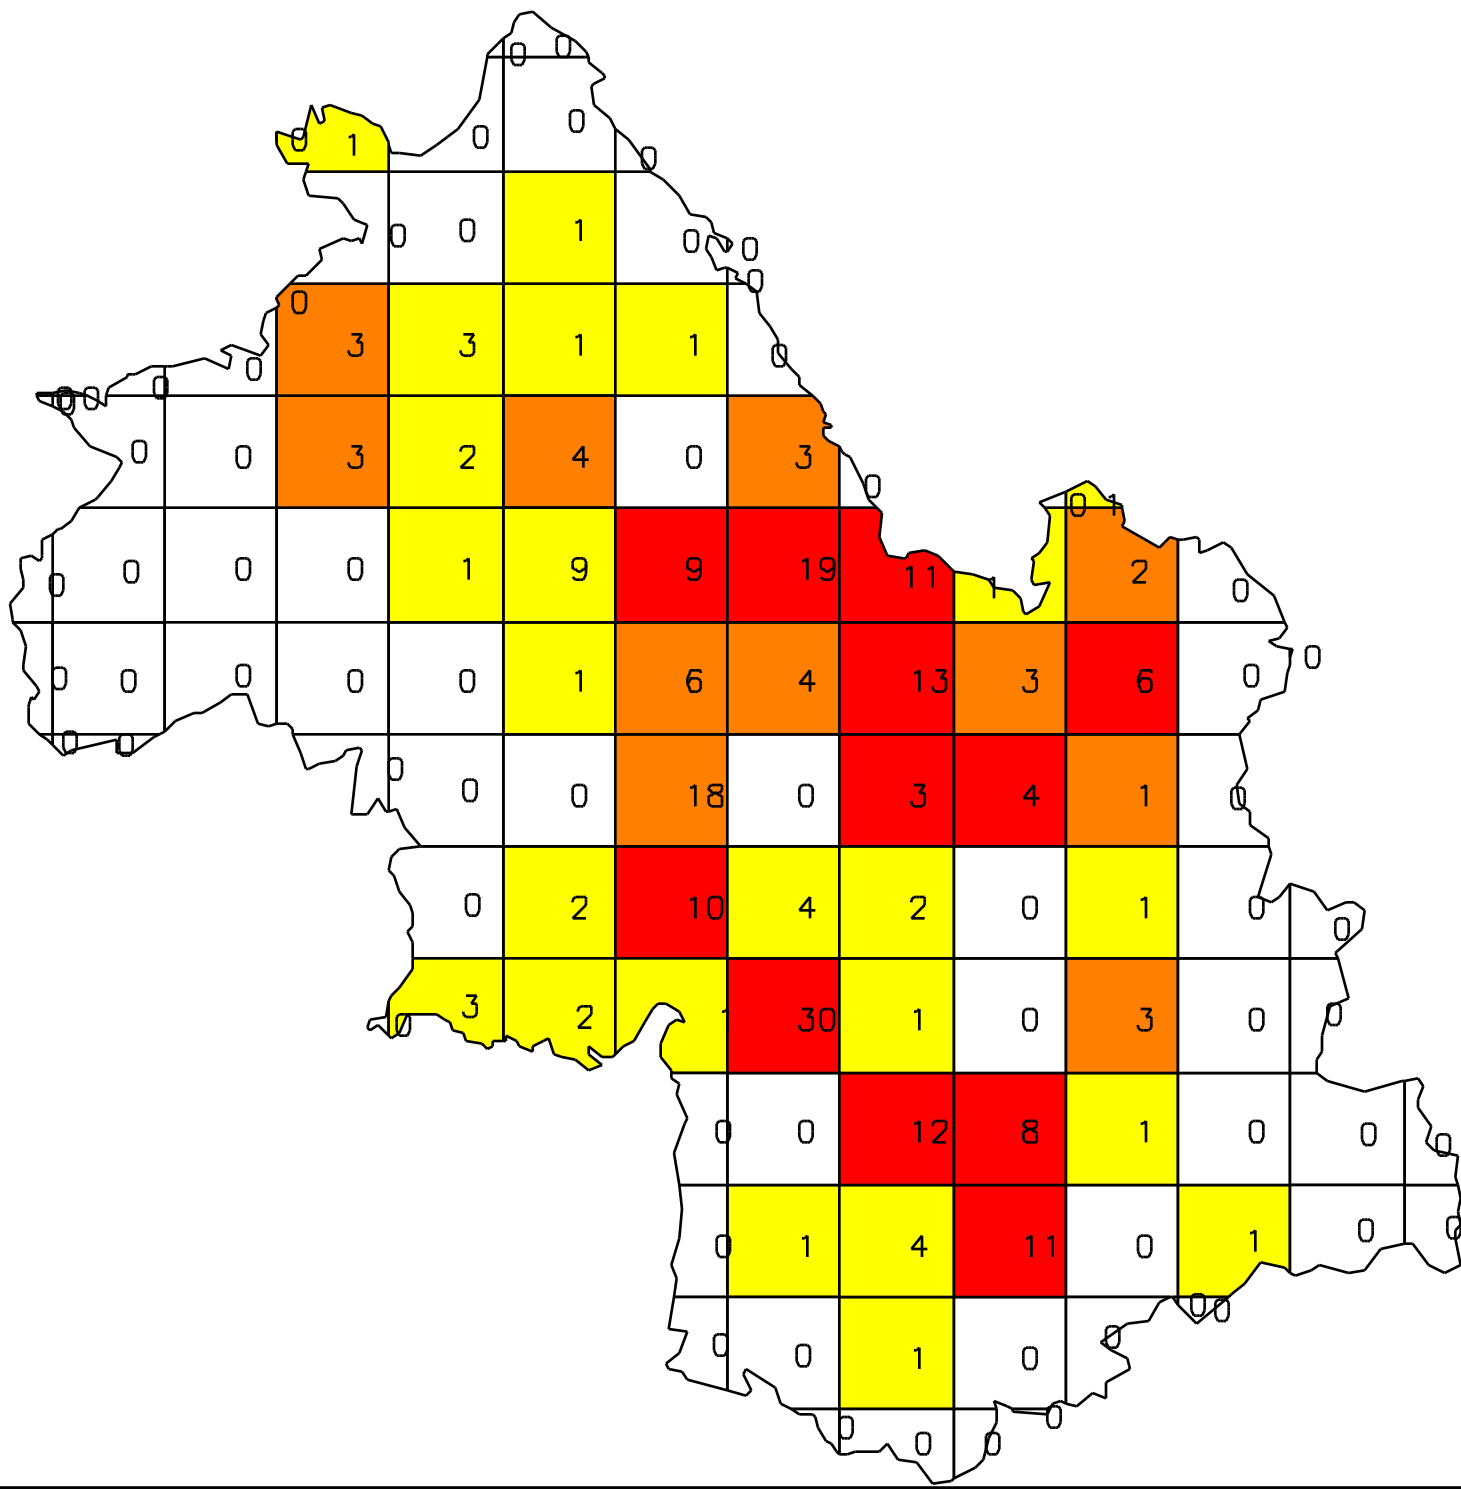 0 0
0 1 0 0 0
0 0 1 0 0
0
0 3 3 1 1 0
0 0 0 0 0
0 0 3 2 4 0 3 0
0 1
0 0 0 0 1 9 9 19 11 1 2 0
0 0 0 0 0 1 6 4 13 3 6 0 0
0 0
0 0 0 18 0 3 4 1 0
0 2 10 4 2 0 1 0 0
0 3 2 1 30 1 0 3 0 0
0 0 12 8 1 0 0 0
0 1 4 11 0 1 0 0
0 0 1 0 0 0 0
0 0 0 0